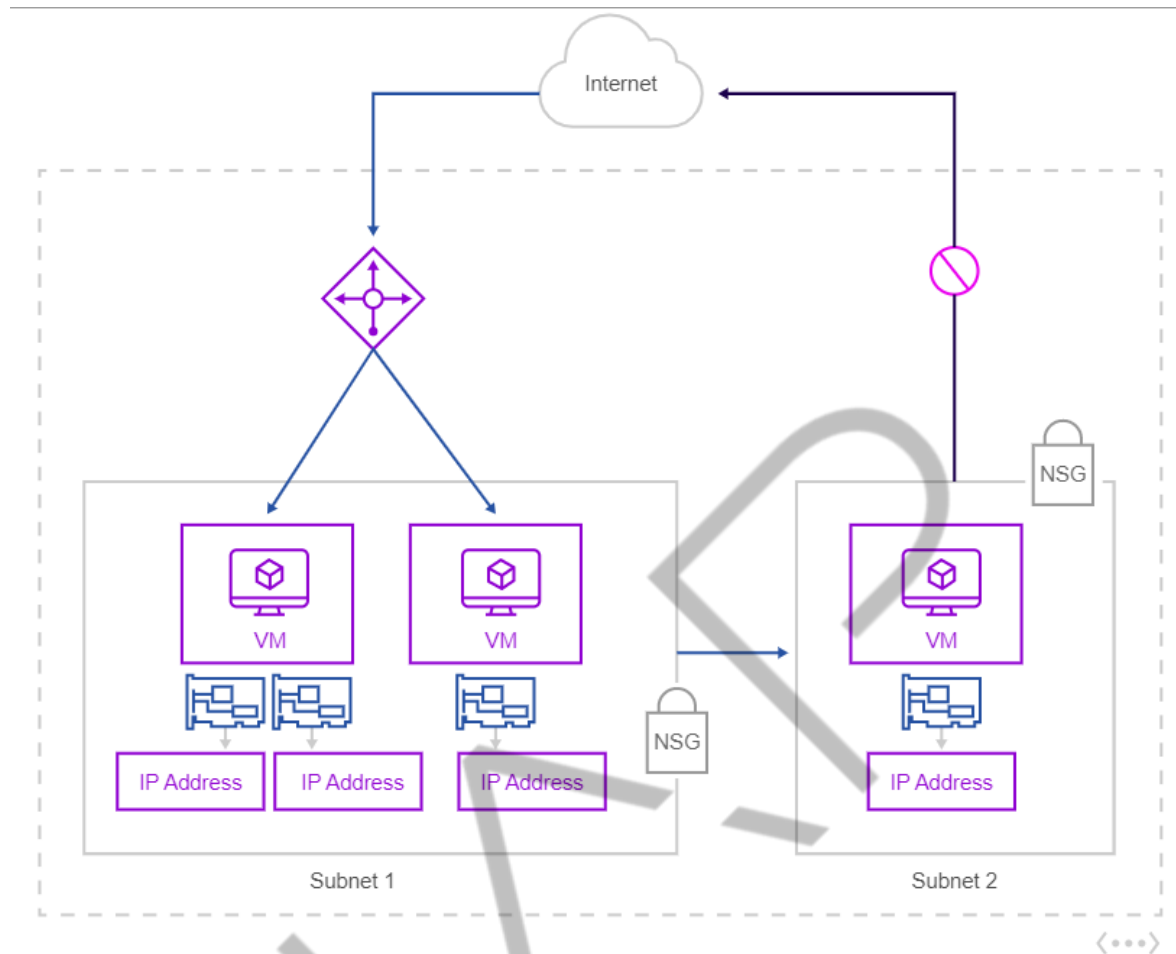 Internet
NSG
VM
VM
VM
NSG
IP Address
IP Address
IP Address
IP Address
Subnet 1
Subnet 2